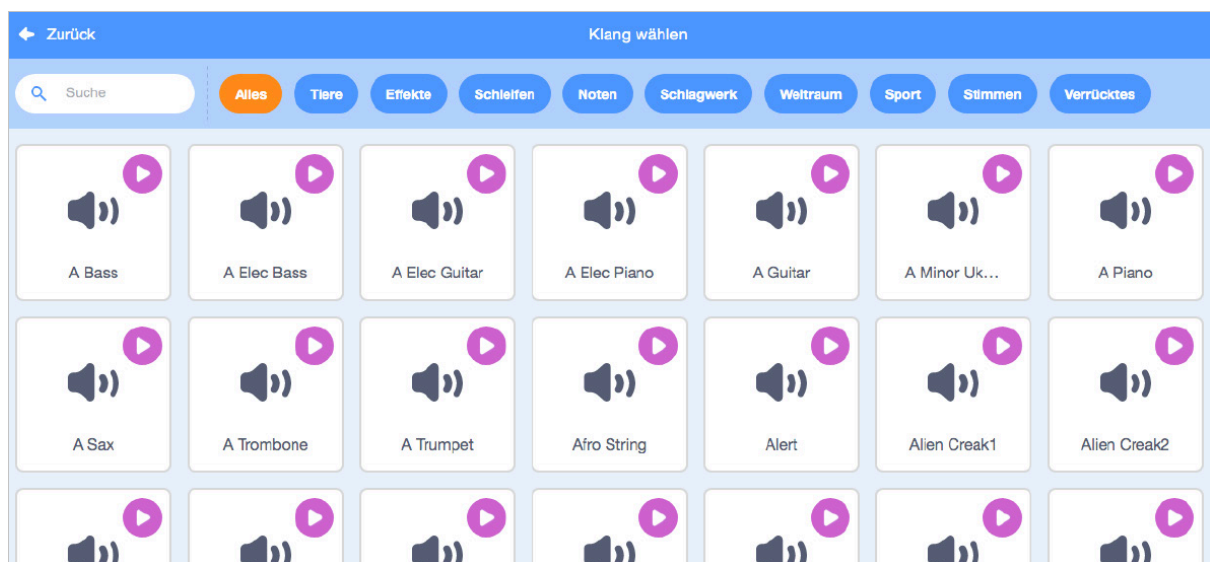 Zurück
Klang wählen
Suche
Alles Tiere Effekte Schleifen Noten Schlagwerk Weltraum Sport Stimmen Verrücktes
A Bass A Elec Bass A Elec Guitar A Elec Piano A Guitar A Minor Uk... A Piano
A Sax A Trombone A Trumpet Afro String Alert Alien Creak1 Alien Creak2